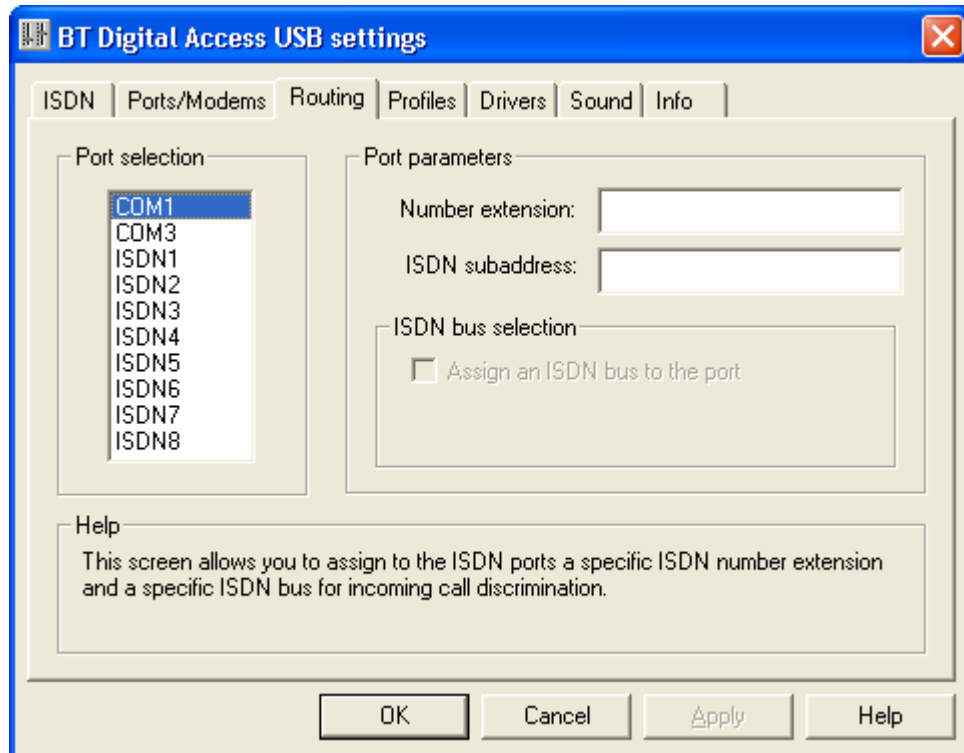 BT Digital Access USB settings
ISDN Ports/Modems Routing Profiles Drivers Sound Info
Port selection
COM1
COM3
ISDN1
ISDN2
ISDN3
ISDN4
ISDN5
ISDN6
ISDN7
ISDN8
Port parameters
Number extension:
ISDN subaddress:
ISDN bus selection
Assign an ISDN bus to the port
Help
This screen allows you to assign to the ISDN ports a specific ISDN number extension
and a specific ISDN bus for incoming call discrimination.
OK Cancel Apply Help